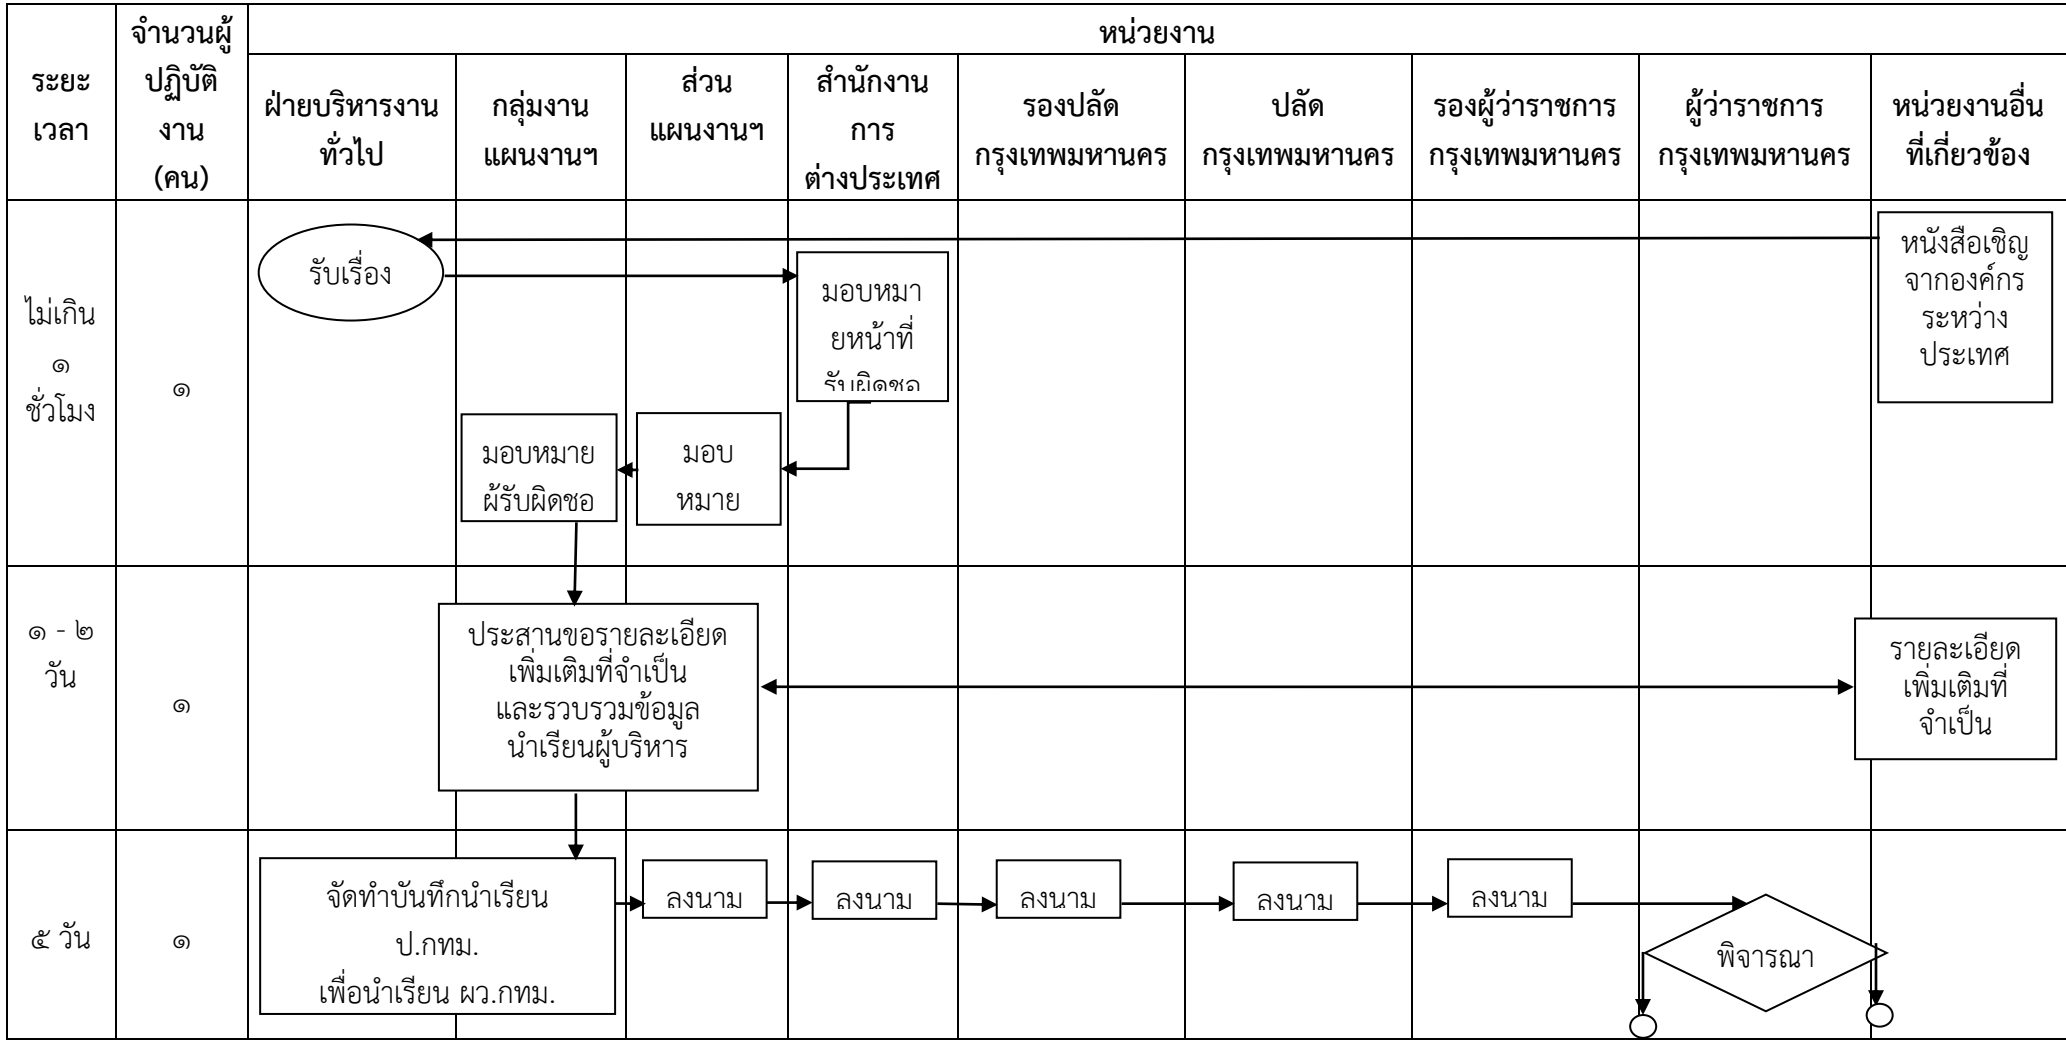 ระยะ
เวลา
จำนวนผู้
ปฏิบัติ
งาน
(คน)
หน่วยงาน
ฝ่ายบริหารงาน
ทั่วไป
กลุ่มงาน
แผนงานฯ
ส่วน
แผนงานฯ
สำนักงาน
การ
ต่างประเทศ
รองปลัด
กรุงเทพมหานคร
ปลัด
กรุงเทพมหานคร
รองผู้ว่าราชการ
กรุงเทพมหานคร
ผู้ว่าราชการ
กรุงเทพมหานคร
หน่วยงานอื่น
ที่เกี่ยวข้อง
ไม่เกิน
๑
ชั่วโมง
๑
รับเรื่อง
มอบหมาย
ผู้รับผิดชอ
มอบ
หมาย
มอบหมา
ยหน้าที่
รับผิดชอ
หนังสือเชิญ
จากองค์กร
ระหว่าง
ประเทศ
๑ - ๒
วัน
๑
ประสานขอรายละเอียด
เพิ่มเติมที่จำเป็น
และรวบรวมข้อมูล
นำเรียนผู้บริหาร
รายละเอียด
เพิ่มเติมที่
จำเป็น
๕ วัน
๑
จัดทำบันทึกนำเรียน
ป.กทม.
เพื่อนำเรียน ผว.กทม.
ลงนาม
ลงนาม
ลงนาม
ลงนาม
ลงนาม
พิจารณา